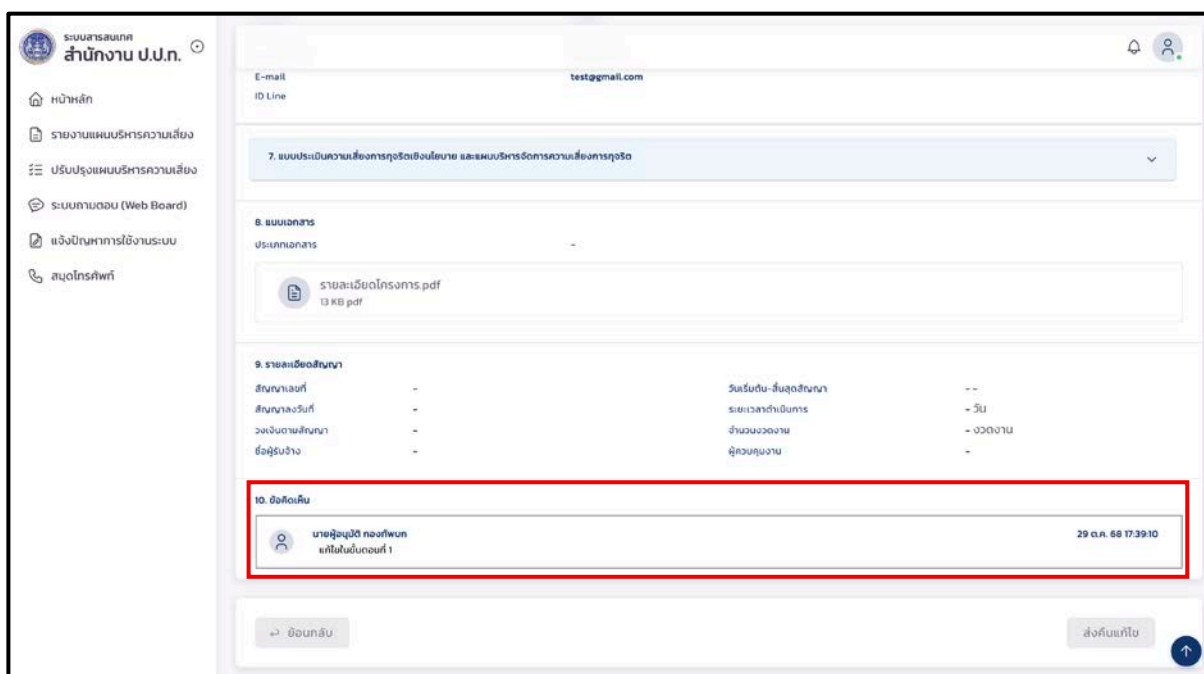 ระบบสารสนเทศ
สำนักงาน ป.ป.ท.
หน้าหลัก
รายงานแผนบริหารความเสี่ยง
ปรับปรุงแผนบริหารความเสี่ยง
ระบบถามตอบ (Web Board)
แจ้งปัญหาการใช้งานระบบ
สมุดโทรศัพท์
E-mail test@gmail.com
ID Line
7. แบบประเมินความเสี่ยงการทุจริตเชิงนโยบาย และแผนบริหารจัดการความเสี่ยงการทุจริต
8. แนบเอกสาร
ประเภทเอกสาร -
รายละเอียดโครงการ.pdf
13 KB pdf
9. รายละเอียดสัญญา
สัญญาเลขที่ - วันเริ่มต้น-สิ้นสุดสัญญา - -
สัญญาลงวันที่ - ระยะเวลาดำเนินการ - วัน
วงเงินตามสัญญา - จำนวนงวดงาน - งวดงาน
ชื่อผู้รับจ้าง - ผู้ควบคุมงาน -
10. ข้อคิดเห็น
นายผู้อนุมัติ กองทัพบก 29 ต.ค. 68 17:39:10
แก้ไขในขั้นตอนที่ 1
ย้อนกลับ ส่งคืนแก้ไข